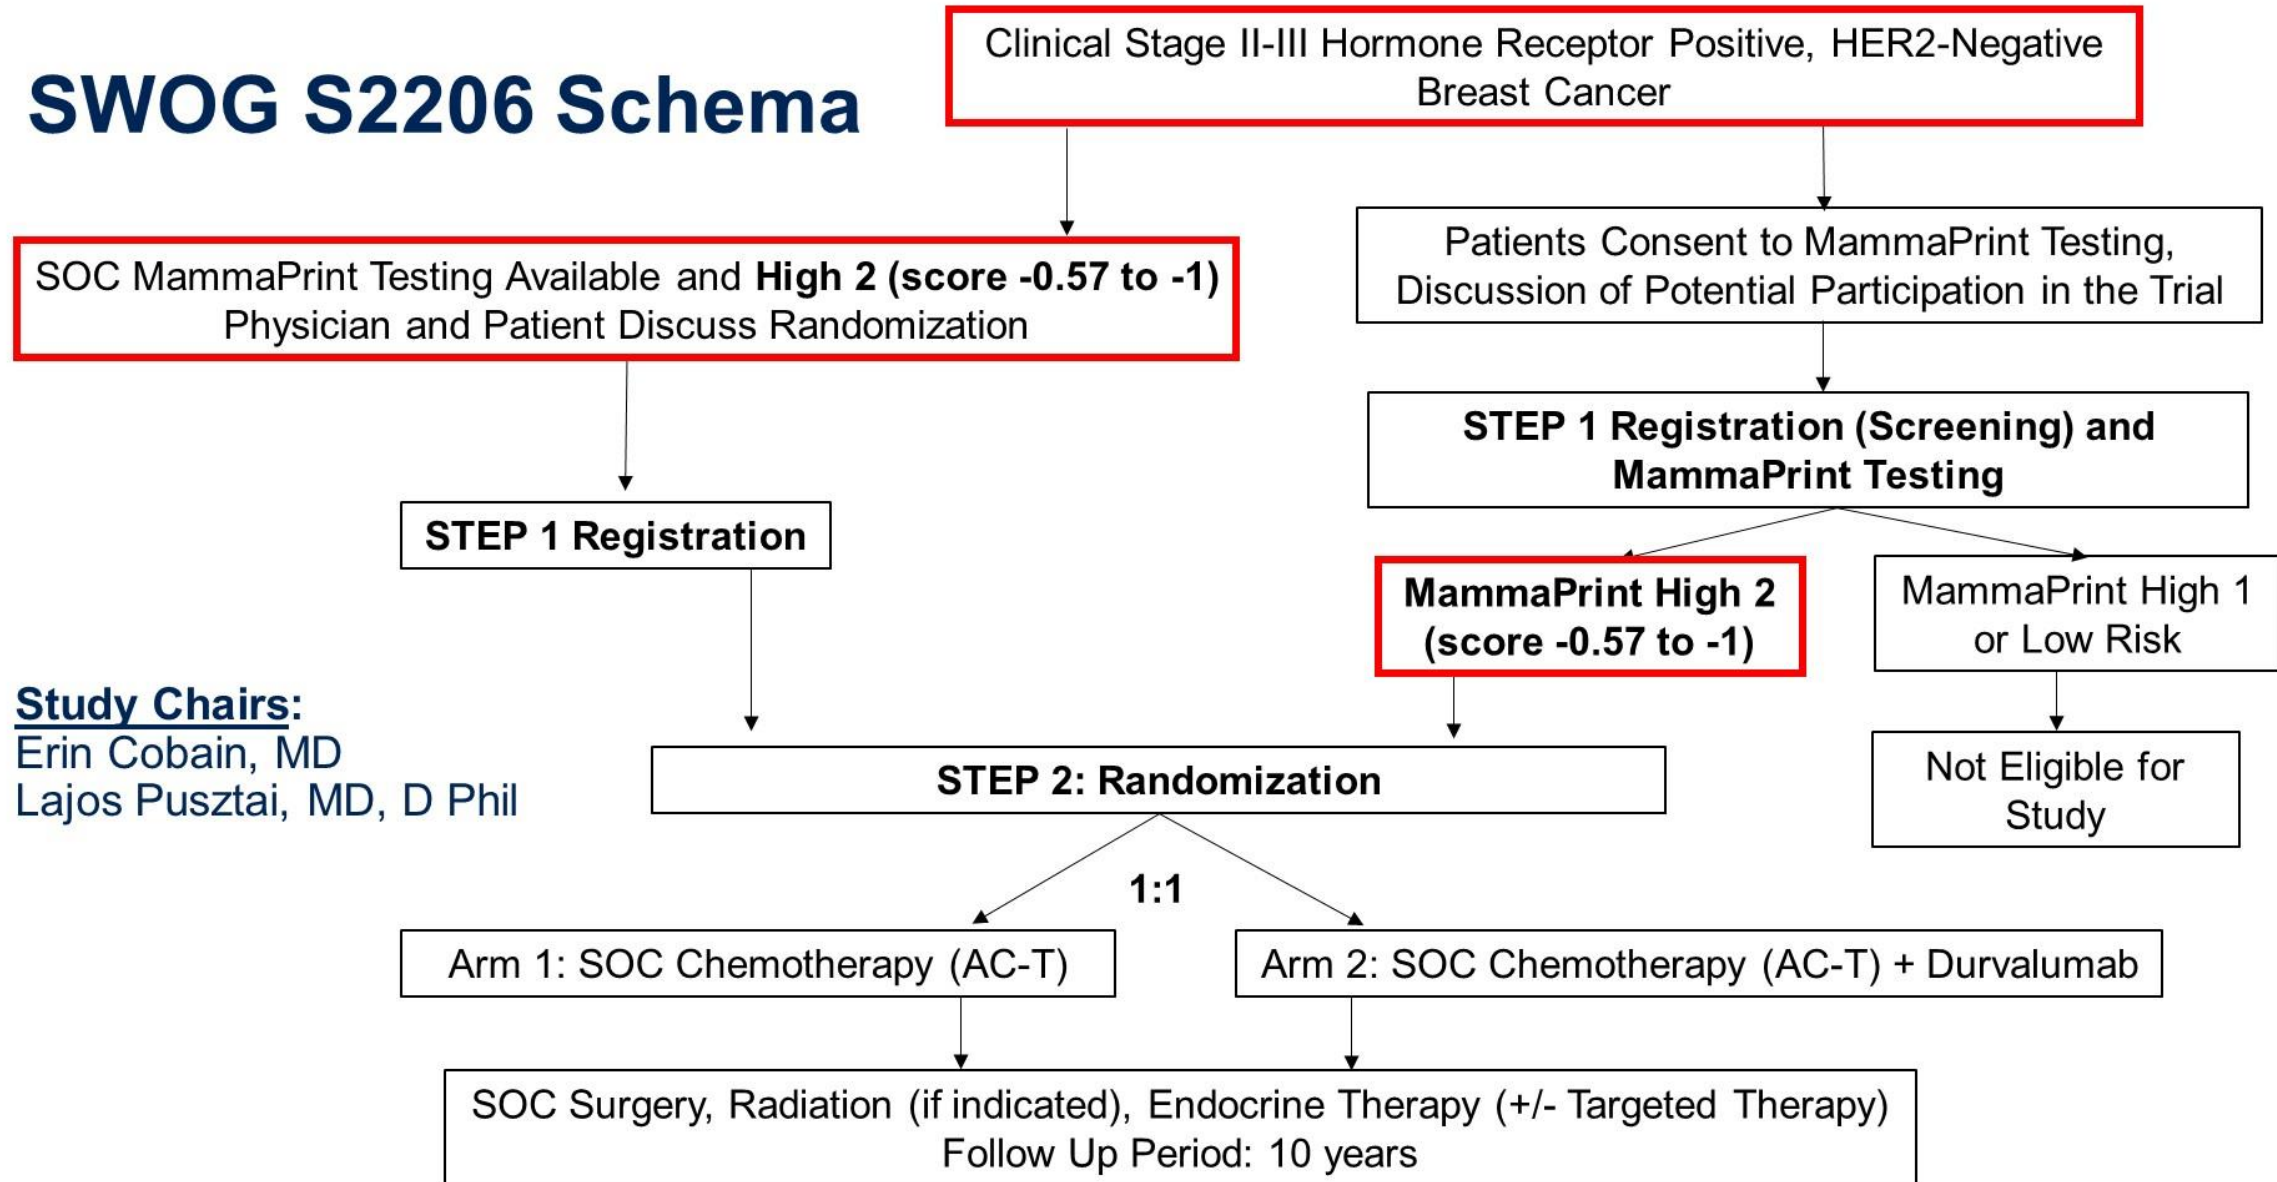 SWOG S2206 Schema
Clinical Stage II-III Hormone Receptor Positive, HER2-Negative
Breast Cancer
SOC MammaPrint Testing Available and High 2 (score -0.57 to -1)
Physician and Patient Discuss Randomization
Patients Consent to MammaPrint Testing,
Discussion of Potential Participation in the Trial
STEP 1 Registration (Screening) and
MammaPrint Testing
STEP 1 Registration
MammaPrint High 2
(score -0.57 to -1)
MammaPrint High 1
or Low Risk
Not Eligible for
Study
Study Chairs:
Erin Cobain, MD
Lajos Pusztai, MD, D Phil
STEP 2: Randomization
1:1
Arm 1: SOC Chemotherapy (AC-T)
Arm 2: SOC Chemotherapy (AC-T) + Durvalumab
SOC Surgery, Radiation (if indicated), Endocrine Therapy (+/- Targeted Therapy)
Follow Up Period: 10 years